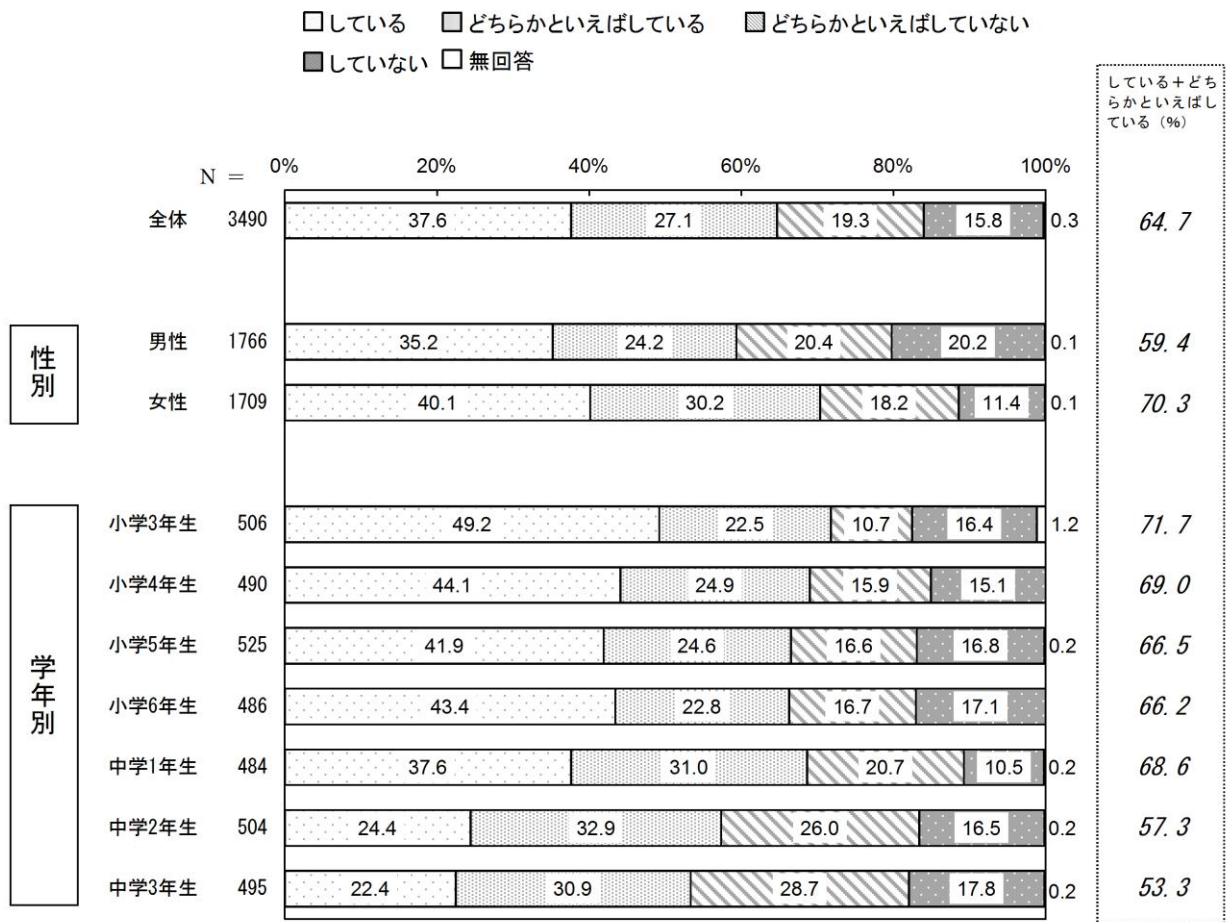 している どちらかといえばしている どちらかといえばしていない
していない 無回答
している+どち
らかといえばし
ている(%)
N = 0% 20% 40% 60% 80% 100%
全体 3490 37.6 27.1 19.3 15.8 0.3 64.7
性別
男性 1766 35.2 24.2 20.4 20.2 0.1 59.4
女性 1709 40.1 30.2 18.2 11.4 0.1 70.3
学年別
小学3年生 506 49.2 22.5 10.7 16.4 1.2 71.7
小学4年生 490 44.1 24.9 15.9 15.1 69.0
小学5年生 525 41.9 24.6 16.6 16.8 0.2 66.5
小学6年生 486 43.4 22.8 16.7 17.1 66.2
中学1年生 484 37.6 31.0 20.7 10.5 0.2 68.6
中学2年生 504 24.4 32.9 26.0 16.5 0.2 57.3
中学3年生 495 22.4 30.9 28.7 17.8 0.2 53.3